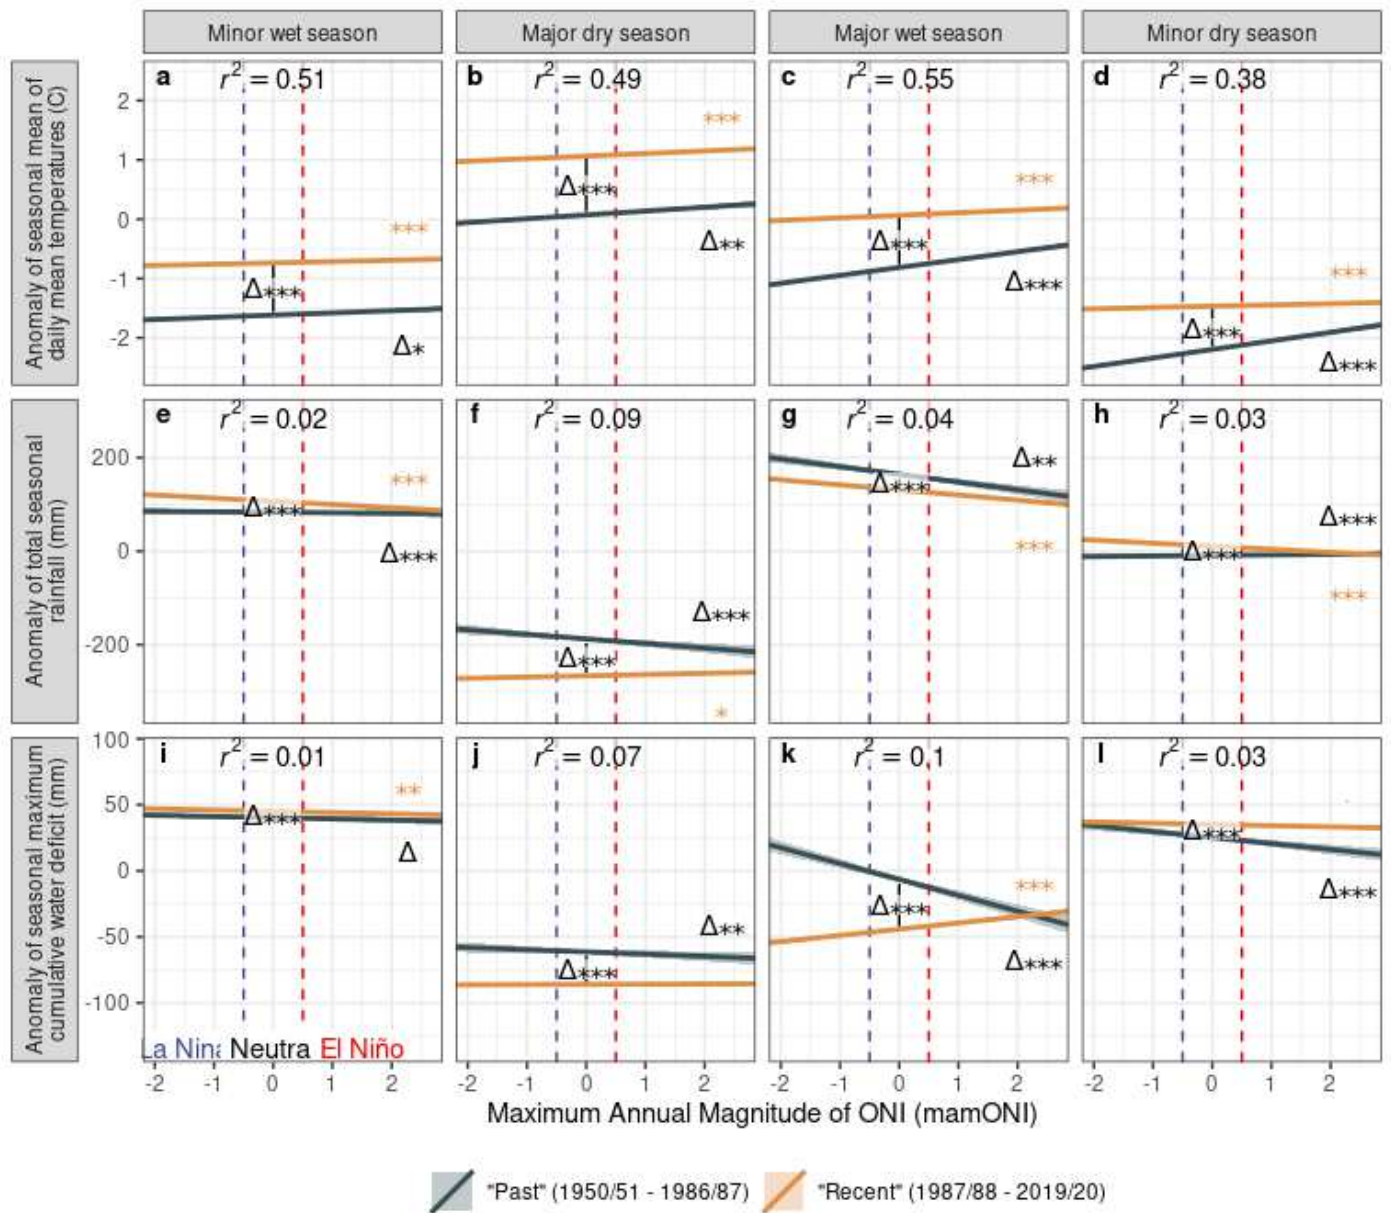 Minor wet season
Major dry season
Major wet season
Minor dry season
Anomaly of seasonal mean of
daily mean temperatures (C)
2
1
0
-1
-2
a r² = 0.51
***
Δ***
Δ*
b r² = 0.49
***
Δ***
Δ**
c r² = 0.55
***
Δ***
Δ***
d r² = 0.38
***
Δ***
Δ***
Anomaly of total seasonal
rainfall (mm)
200
0
-200
e r² = 0.02
***
Δ***
Δ***
f r² = 0.09
Δ***
Δ***
*
g r² = 0.04
Δ**
Δ***
***
h r² = 0.03
Δ***
Δ***
***
Anomaly of seasonal maximum
cumulative water deficit (mm)
100
50
0
-50
-100
i r² = 0.01
**
Δ***
Δ
La Nina Neutra El Niño
j r² = 0.07
Δ**
Δ***
k r² = 0.1
***
Δ***
Δ***
l r² = 0.03
Δ***
Δ***
-2 -1 0 1 2
-2 -1 0 1 2
-2 -1 0 1 2
-2 -1 0 1 2
Maximum Annual Magnitude of ONI (mamONI)
"Past" (1950/51 - 1986/87)
"Recent" (1987/88 - 2019/20)